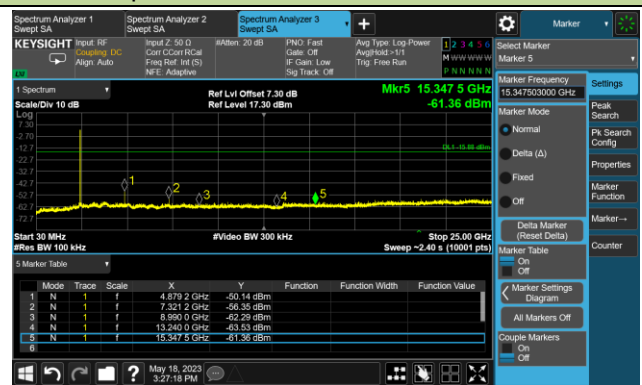 Spectrum Analyzer 1
Swept SA
Spectrum Analyzer 2
Swept SA
Spectrum Analyzer 3
Swept SA
Marker
KEYSIGHT
Input: RF
Coupling: DC
Align: Auto
Input Z: 50 Ω
Corr CCorr RCal
Freq Ref: Int (S)
NFE: Adaptive
#Atten: 20 dB
PNO: Fast
Gate: Off
IF Gain: Low
Sig Track: Off
Avg Type: Log-Power
Avg|Hold:>1/1
Trig: Free Run
1 2 3 4 5 6
M W W W W W
P N N N N N
LV
Select Marker
Marker 5
1 Spectrum
Scale/Div 10 dB
Log
Ref Lvl Offset 7.30 dB
Ref Level 17.30 dBm
Mkr5 15.347 5 GHz
-61.36 dBm
7.30
-2.70
-12.7
-22.7
-32.7
-42.7
-52.7
-62.7
-72.7
1
2
3
4
5
Start 30 MHz
#Res BW 100 kHz
#Video BW 300 kHz
Stop 25.00 GHz
Sweep ~2.40 s (10001 pts)
5 Marker Table
Mode Trace Scale X Y Function Function Width Function Value
1 N 1 f 4.879 2 GHz -50.14 dBm
2 N 1 f 7.321 2 GHz -56.35 dBm
3 N 1 f 8.990 0 GHz -62.29 dBm
4 N 1 f 13.240 0 GHz -63.53 dBm
5 N 1 f 15.347 5 GHz -61.36 dBm
6
Marker Frequency
15.347503000 GHz
Marker Mode
Normal
Delta (Δ)
Fixed
Off
Delta Marker
(Reset Delta)
Marker Table
On
Off
Marker Settings
Diagram
All Markers Off
Couple Markers
On
Off
Settings
Peak
Search
Pk Search
Config
Properties
Marker
Function
Marker→
Counter
?
May 18, 2023
3:27:18 PM